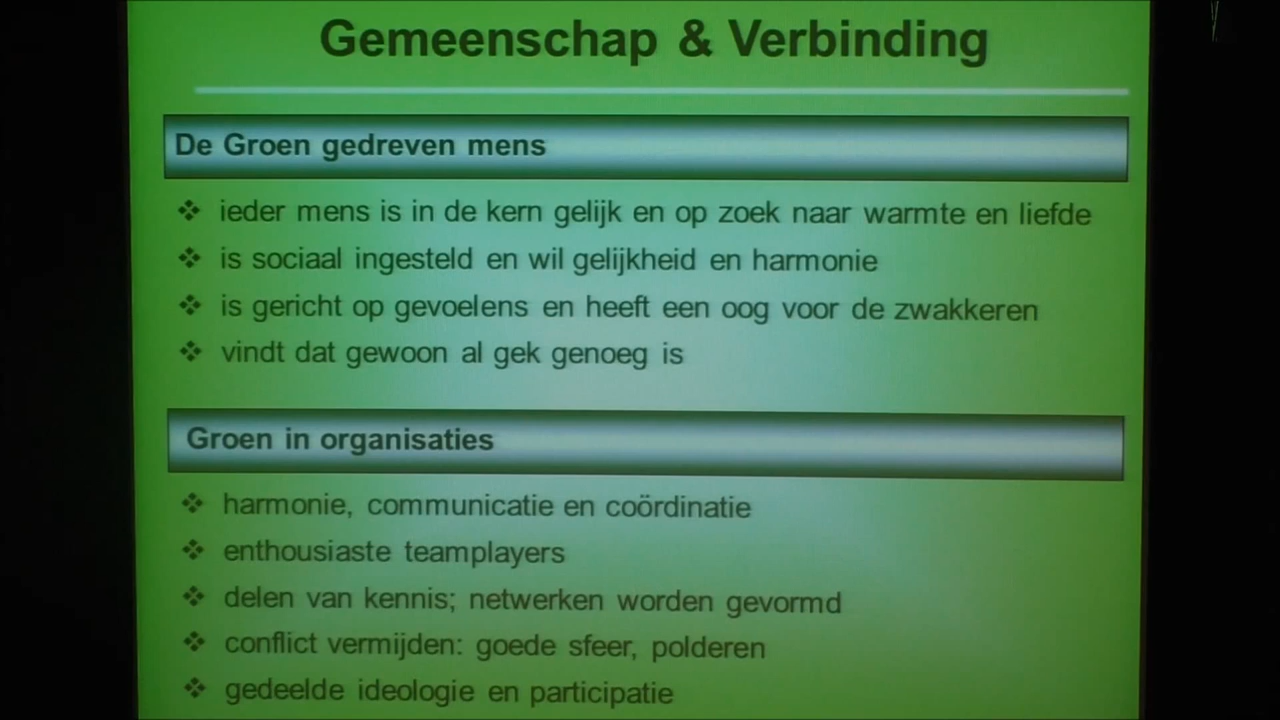 Gemeenschap & Verbinding
De Groen gedreven mens
ieder mens is in de kern gelijk en op zoek naar warmte en liefde
is sociaal ingesteld en wil gelijkheid en harmonie
is gericht op gevoelens en heeft een oog voor de zwakkeren
vindt dat gewoon al gek genoeg is
Groen in organisaties
harmonie, communicatie en coördinatie
enthousiaste teamplayers
delen van kennis; netwerken worden gevormd
conflict vermijden: goede sfeer, polderen
gedeelde ideologie en participatie